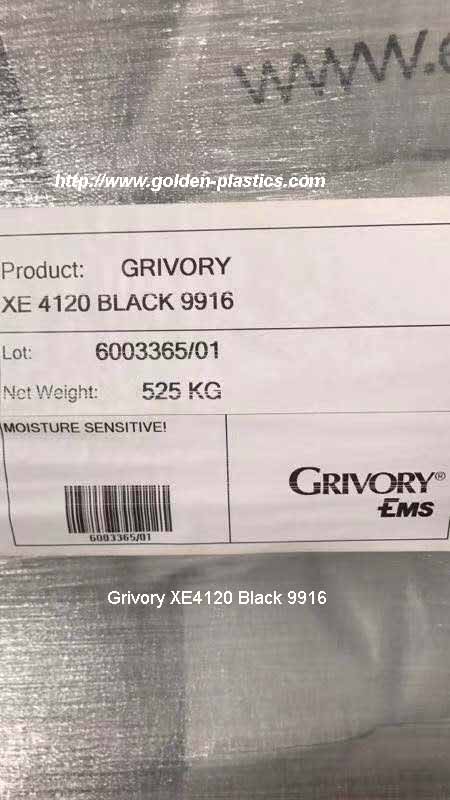 www.e
http://www.golden-plastics.com
Product: GRIVORY
XE 4120 BLACK 9916
Lot: 6003365/01
Net Weight: 525 KG
MOISTURE SENSITIVE!
6003365/01
GRIVORY®
EMS
Grivory XE4120 Black 9916